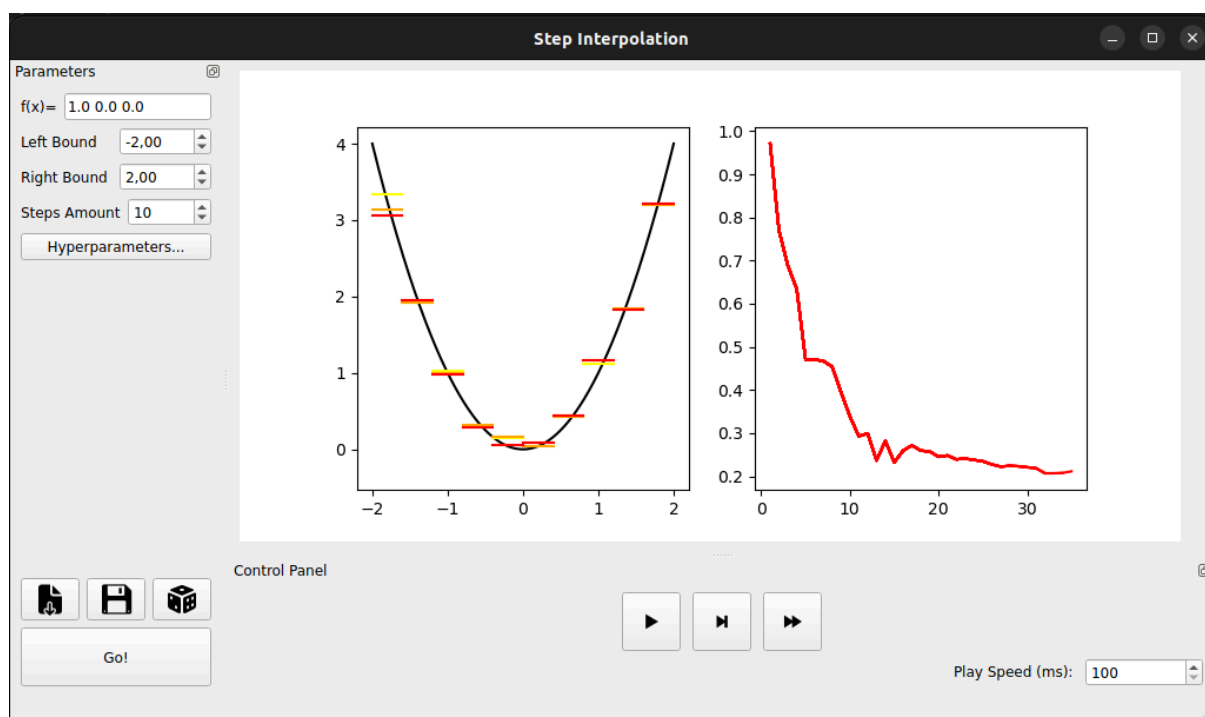 Step Interpolation
Parameters
f(x)= 1.0 0.0 0.0
Left Bound -2,00
Right Bound 2,00
Steps Amount 10
Hyperparameters...
4
3
2
1
0
−2 −1 0 1 2
1.0
0.9
0.8
0.7
0.6
0.5
0.4
0.3
0.2
0 10 20 30
Control Panel
Go!
Play Speed (ms): 100